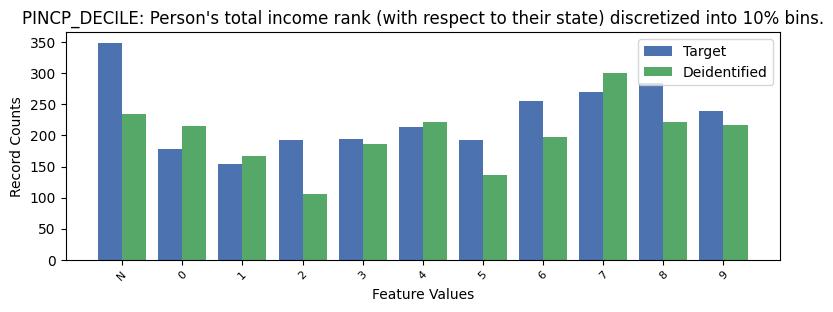 PINCP_DECILE: Person's total income rank (with respect to their state) discretized into 10% bins.
350
300
250
200
150
100
50
0
Record Counts
Target
Deidentified
N 0 1 2 3 4 5 6 7 8 9
Feature Values